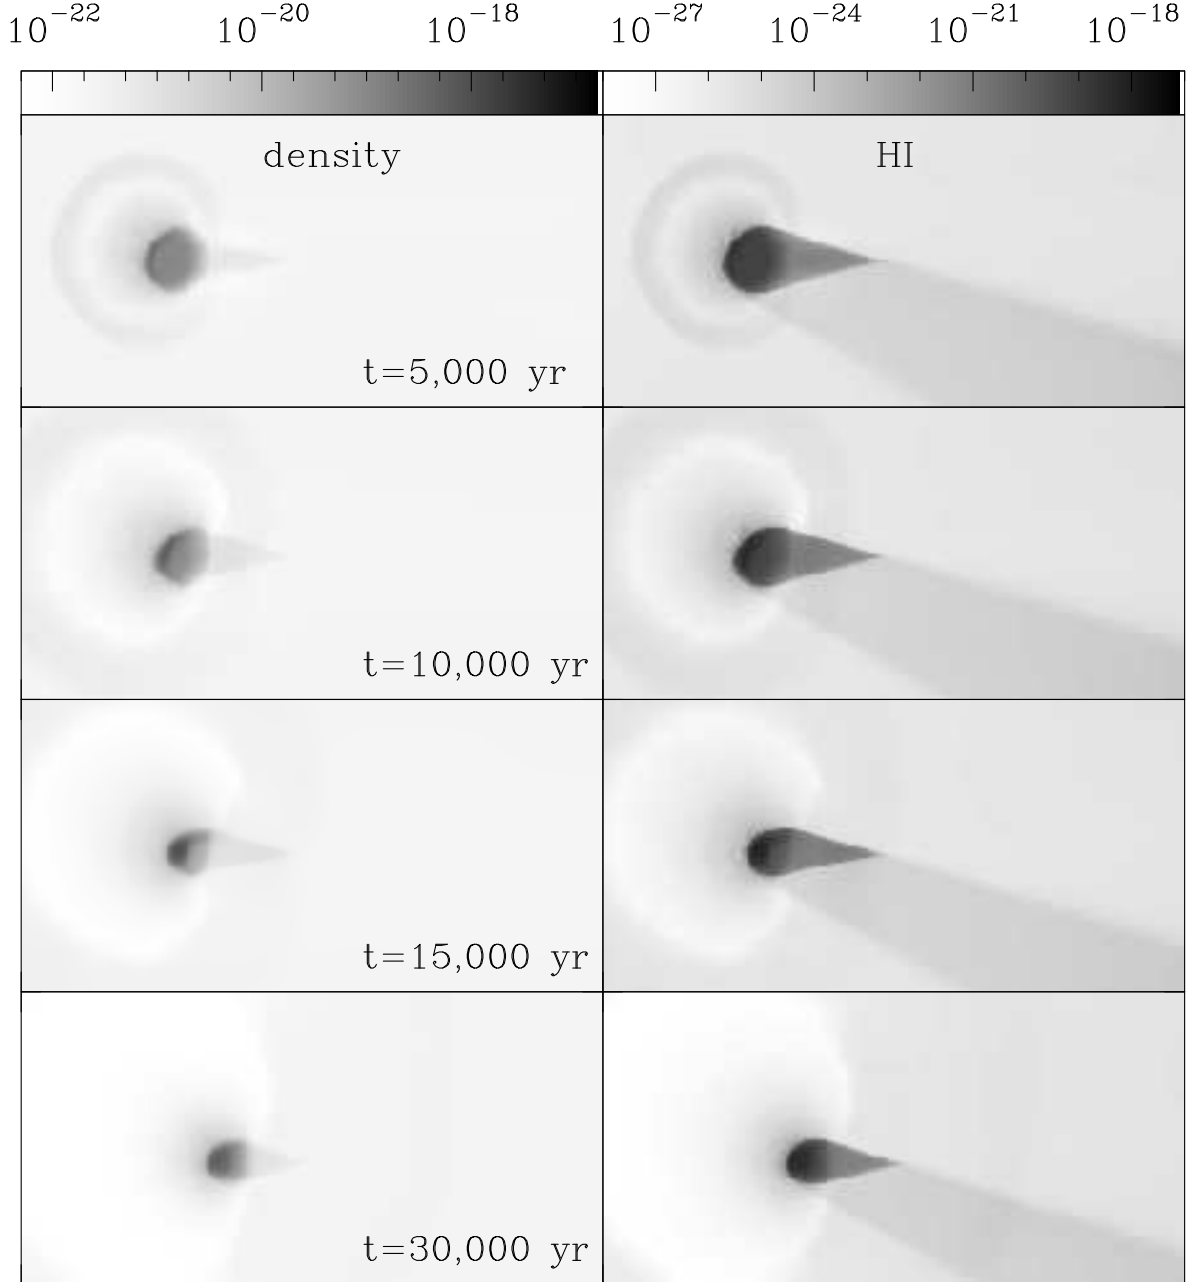 10^-22 10^-20 10^-18 10^-27 10^-24 10^-21 10^-18
density HI
t=5,000 yr
t=10,000 yr
t=15,000 yr
t=30,000 yr